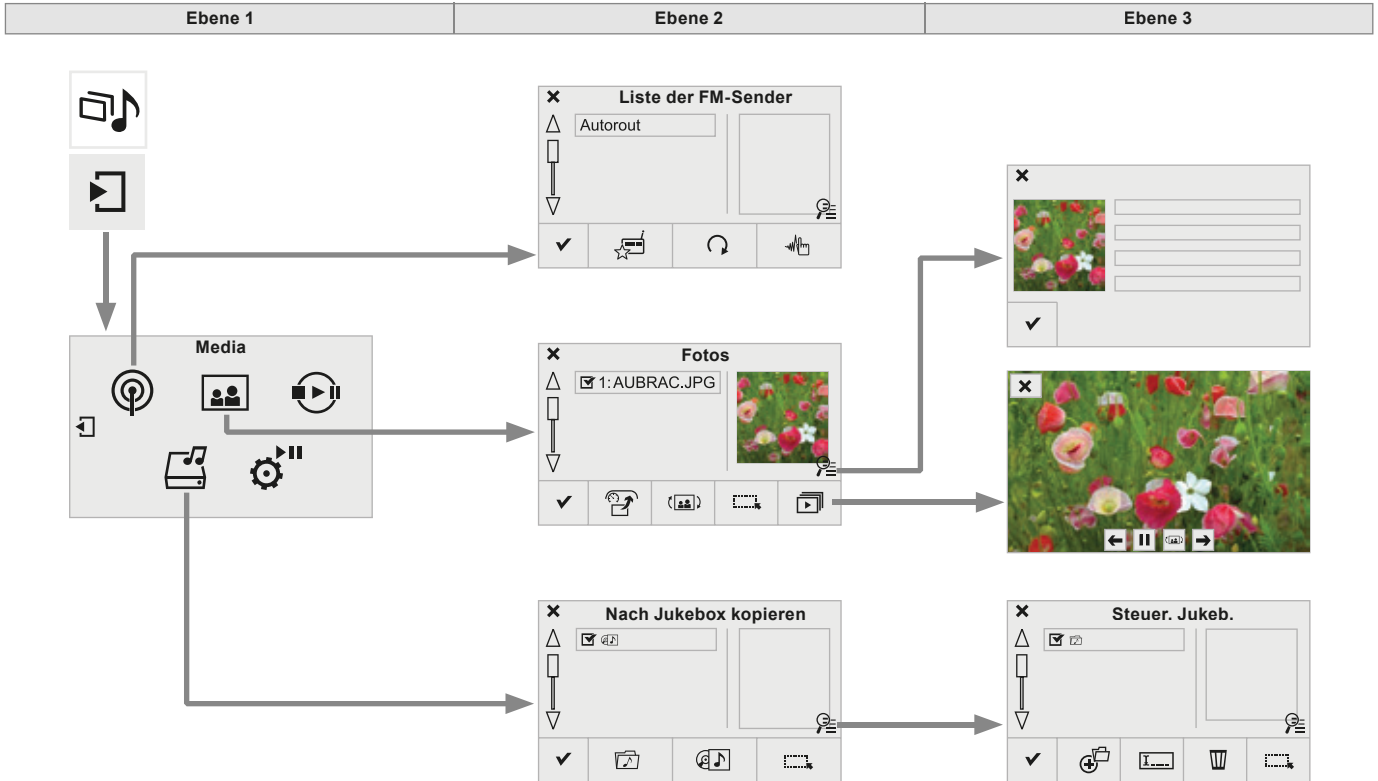 Ebene 1
Ebene 2
Ebene 3
Liste der FM-Sender
Autorout
Media
Fotos
1: AUBRAC.JPG
Nach Jukebox kopieren
Steuer. Jukeb.